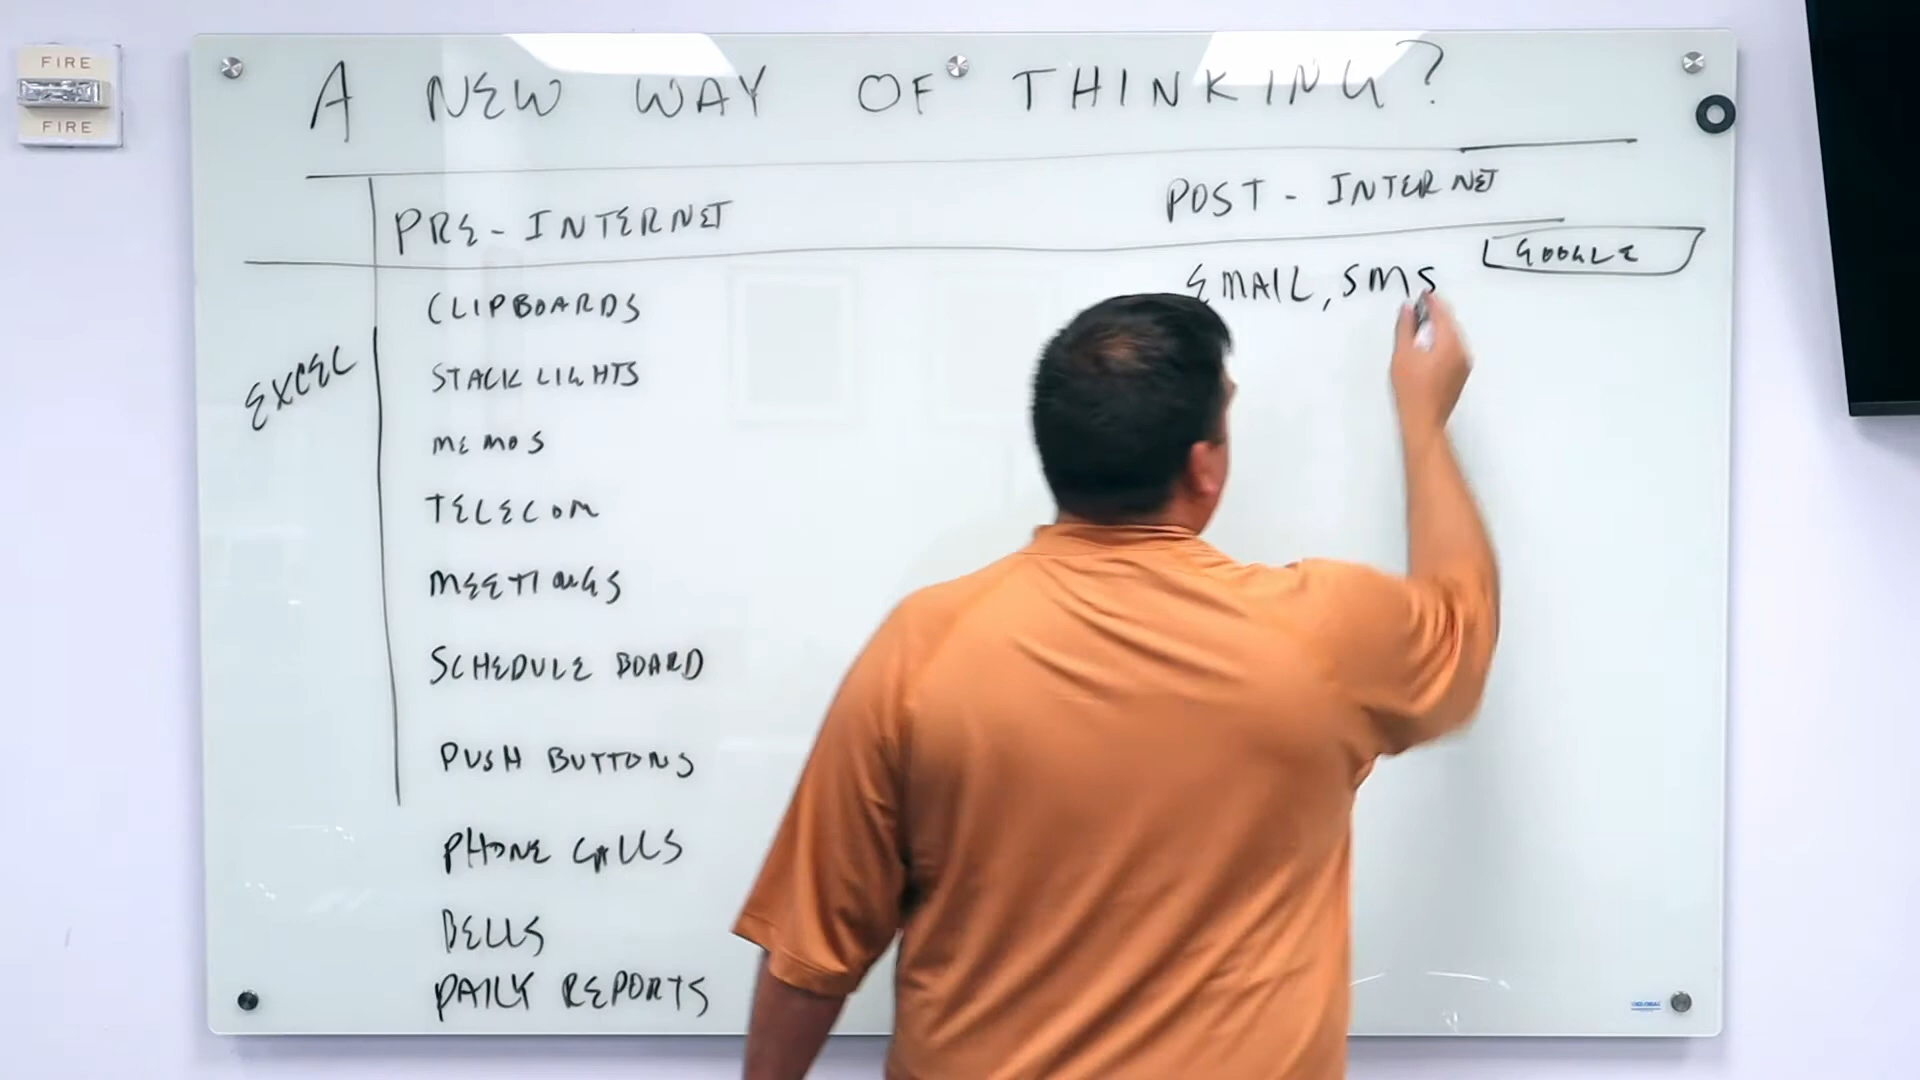 FIRE
FIRE
A NEW WAY OF THINKING?
PRE-INTERNET
POST-INTERNET
GOOGLE
EMAIL, SMS
EXCEL
CLIPBOARDS
STACK LIGHTS
MEMOS
TELECOM
MEETINGS
SCHEDULE BOARD
PUSH BUTTONS
PHONE CALLS
BELLS
DAILY REPORTS
GLOBAL